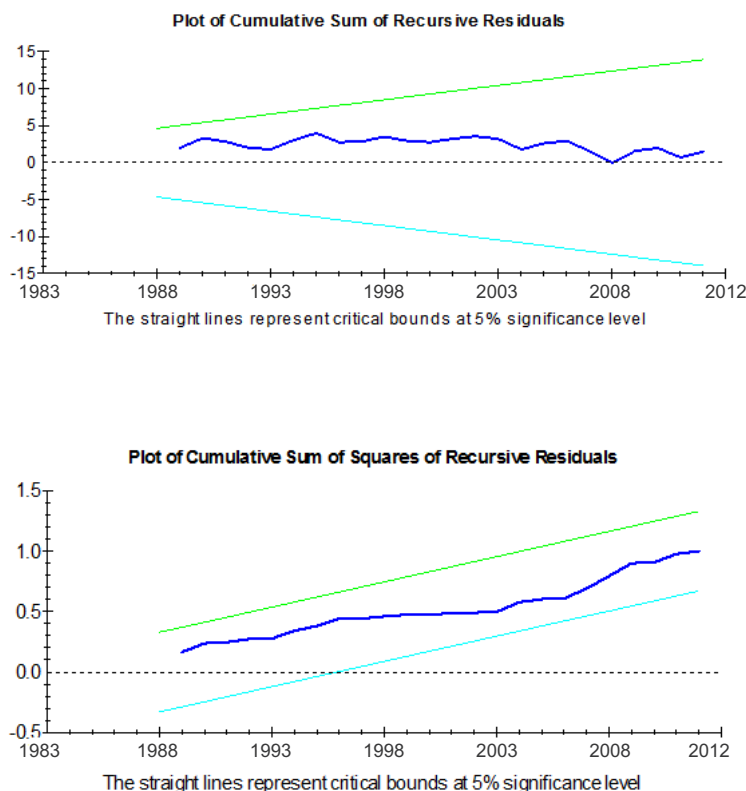 Plot of Cumulative Sum of Recursive Residuals
15
10
5
0
-5
-10
-15
1983 1988 1993 1998 2003 2008 2012
The straight lines represent critical bounds at 5% significance level
Plot of Cumulative Sum of Squares of Recursive Residuals
1.5
1.0
0.5
0.0
-0.5
1983 1988 1993 1998 2003 2008 2012
The straight lines represent critical bounds at 5% significance level